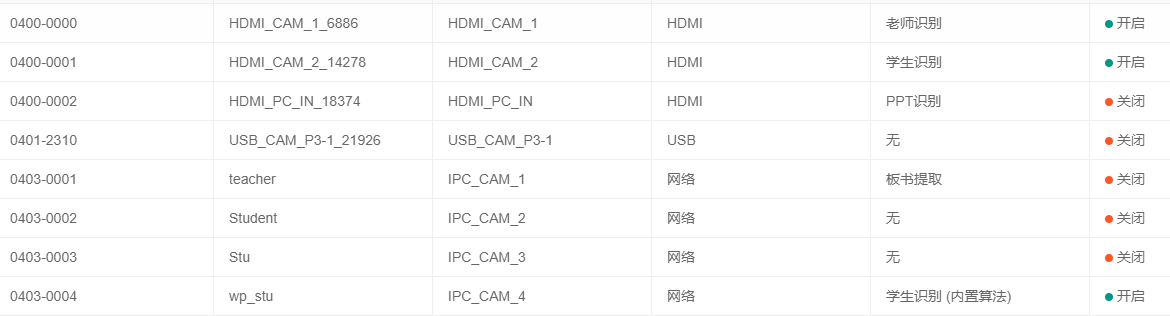 0400-0000 HDMI_CAM_1_6886 HDMI_CAM_1 HDMI 老师识别 开启
0400-0001 HDMI_CAM_2_14278 HDMI_CAM_2 HDMI 学生识别 开启
0400-0002 HDMI_PC_IN_18374 HDMI_PC_IN HDMI PPT识别 关闭
0401-2310 USB_CAM_P3-1_21926 USB_CAM_P3-1 USB 无 关闭
0403-0001 teacher IPC_CAM_1 网络 板书提取 关闭
0403-0002 Student IPC_CAM_2 网络 无 关闭
0403-0003 Stu IPC_CAM_3 网络 无 关闭
0403-0004 wp_stu IPC_CAM_4 网络 学生识别 (内置算法) 开启